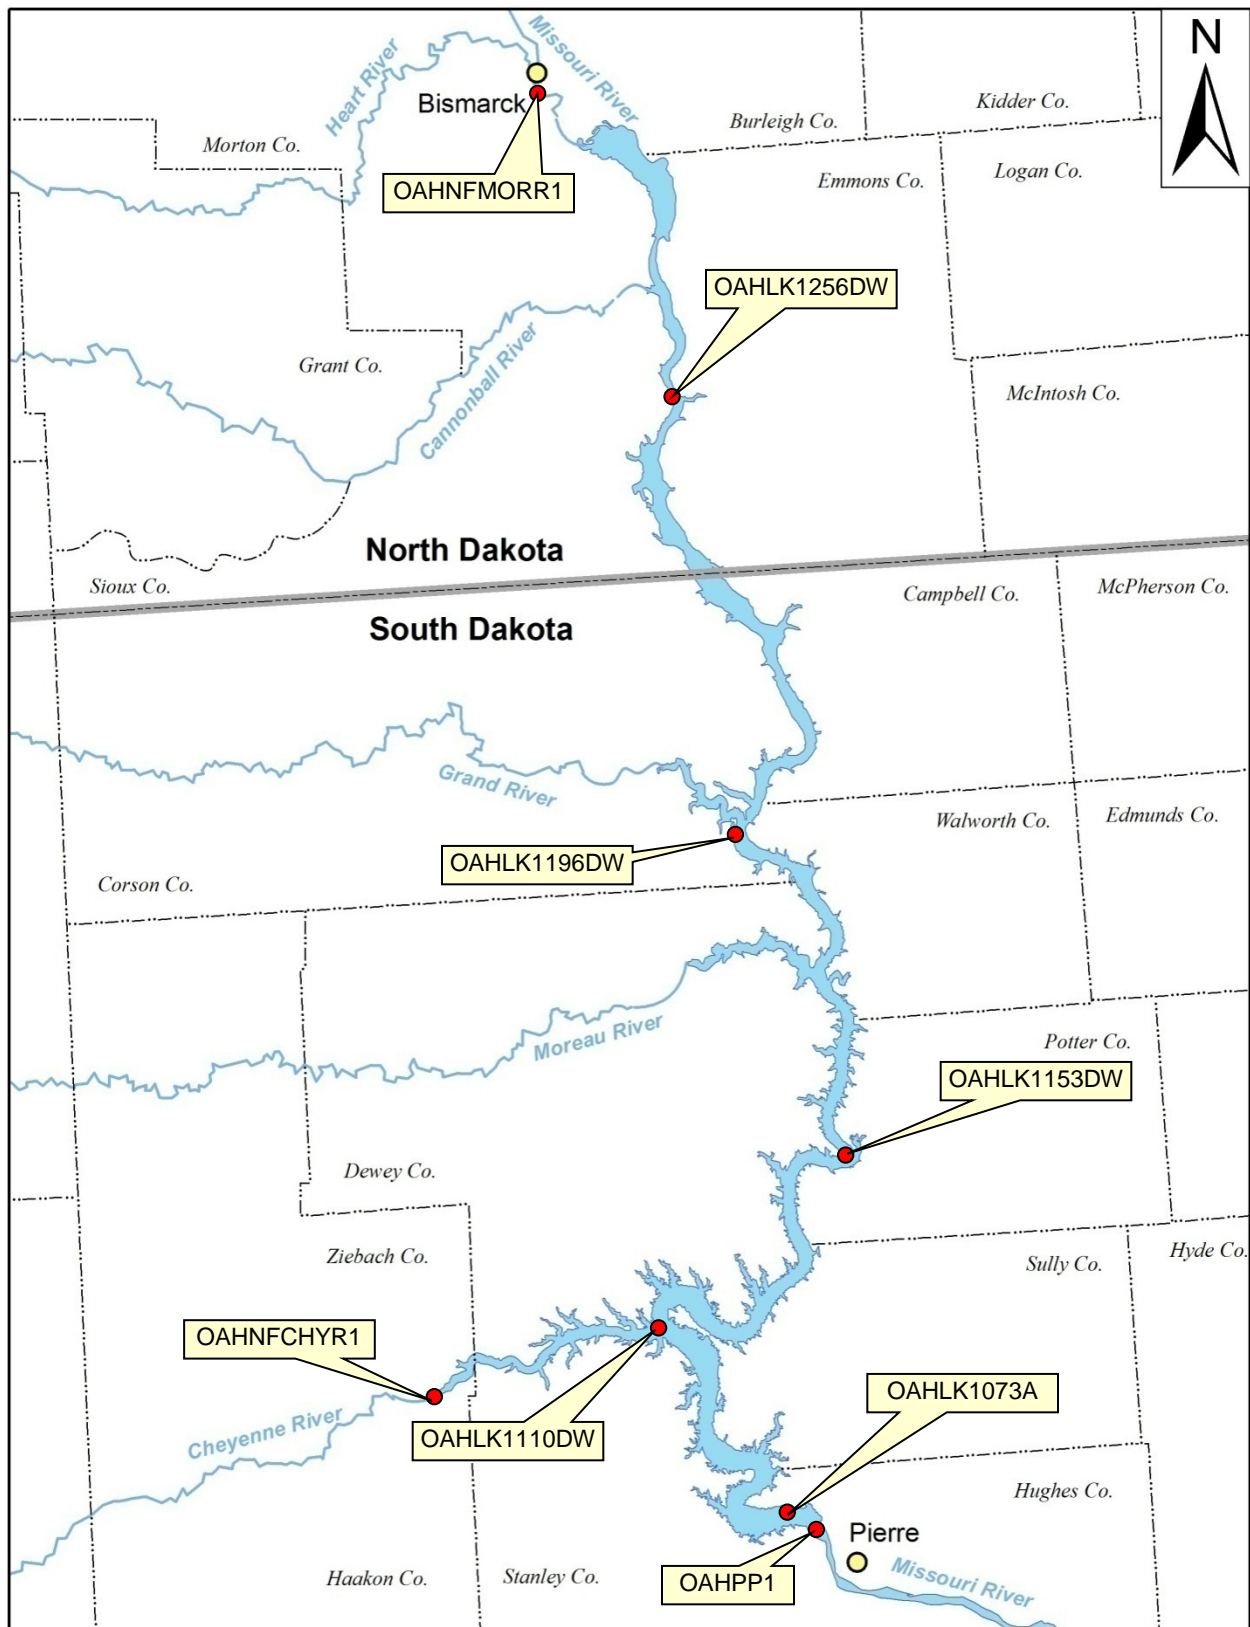 N
Missouri River
Heart River
Bismarck
Kidder Co.
Burleigh Co.
Morton Co.
Logan Co.
Emmons Co.
OAHNFMORR1
OAHLK1256DW
Grant Co.
Cannonball River
McIntosh Co.
North Dakota
Sioux Co.
Campbell Co.
McPherson Co.
South Dakota
Grand River
Walworth Co.
Edmunds Co.
OAHLK1196DW
Corson Co.
Moreau River
Potter Co.
OAHLK1153DW
Dewey Co.
Ziebach Co.
Sully Co.
Hyde Co.
OAHNFCHYR1
OAHLK1073A
Cheyenne River
OAHLK1110DW
Hughes Co.
Pierre
Haakon Co.
Stanley Co.
OAHPP1
Missouri River